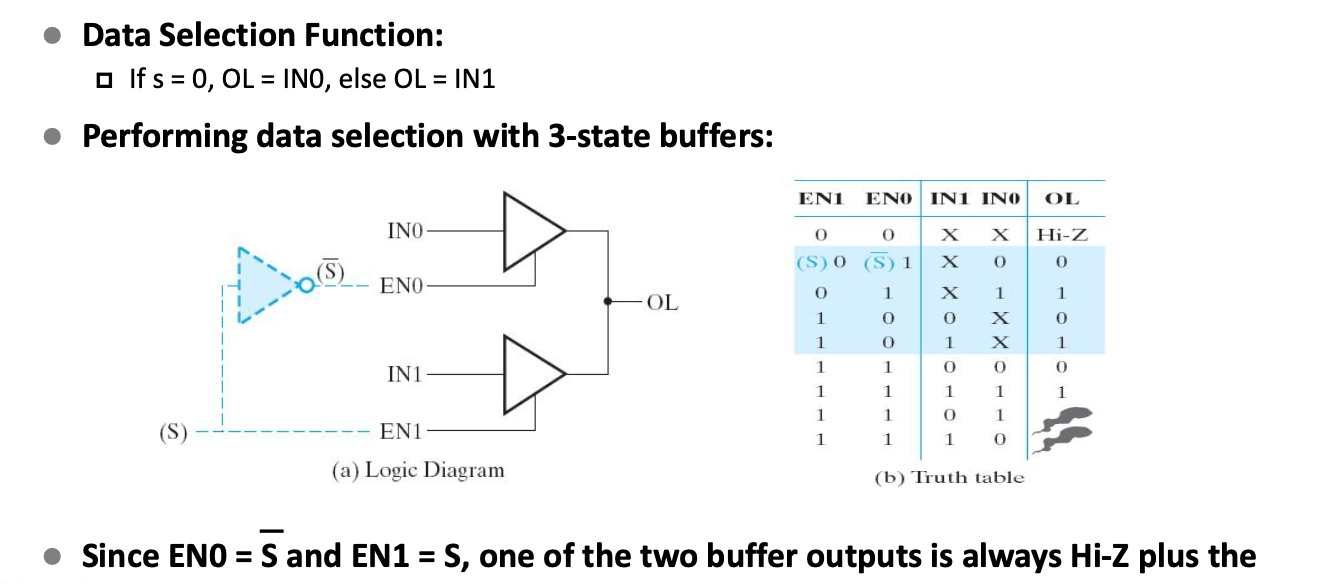 Data Selection Function:
If s = 0, OL = IN0, else OL = IN1
Performing data selection with 3-state buffers:
IN0
(S̅)
EN0
OL
IN1
(S)
EN1
(a) Logic Diagram
EN1 EN0 IN1 IN0 OL
0 0 X X Hi-Z
(S) 0 (S̅) 1 X 0 0
0 1 X 1 1
1 0 0 X 0
1 0 1 X 1
1 1 0 0 0
1 1 1 1 1
1 1 0 1
1 1 1 0
(b) Truth table
Since EN0 = S̅ and EN1 = S, one of the two buffer outputs is always Hi-Z plus the